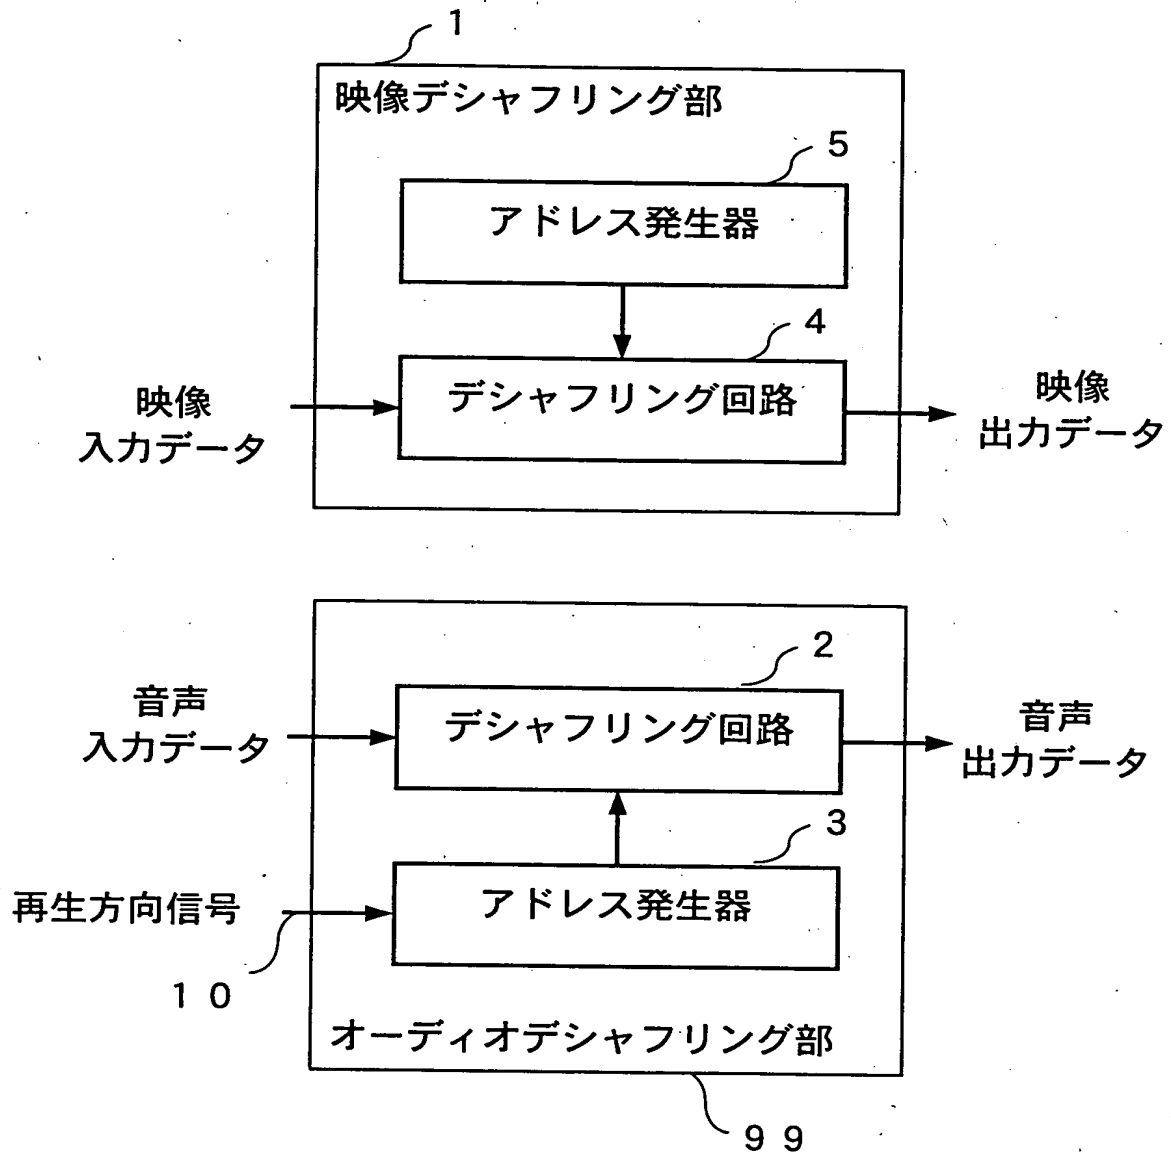 1
映像デシャフリング部
5
アドレス発生器
4
デシャフリング回路
映像
入力データ
映像
出力データ
2
デシャフリング回路
音声
入力データ
音声
出力データ
3
アドレス発生器
再生方向信号
10
オーディオデシャフリング部
99